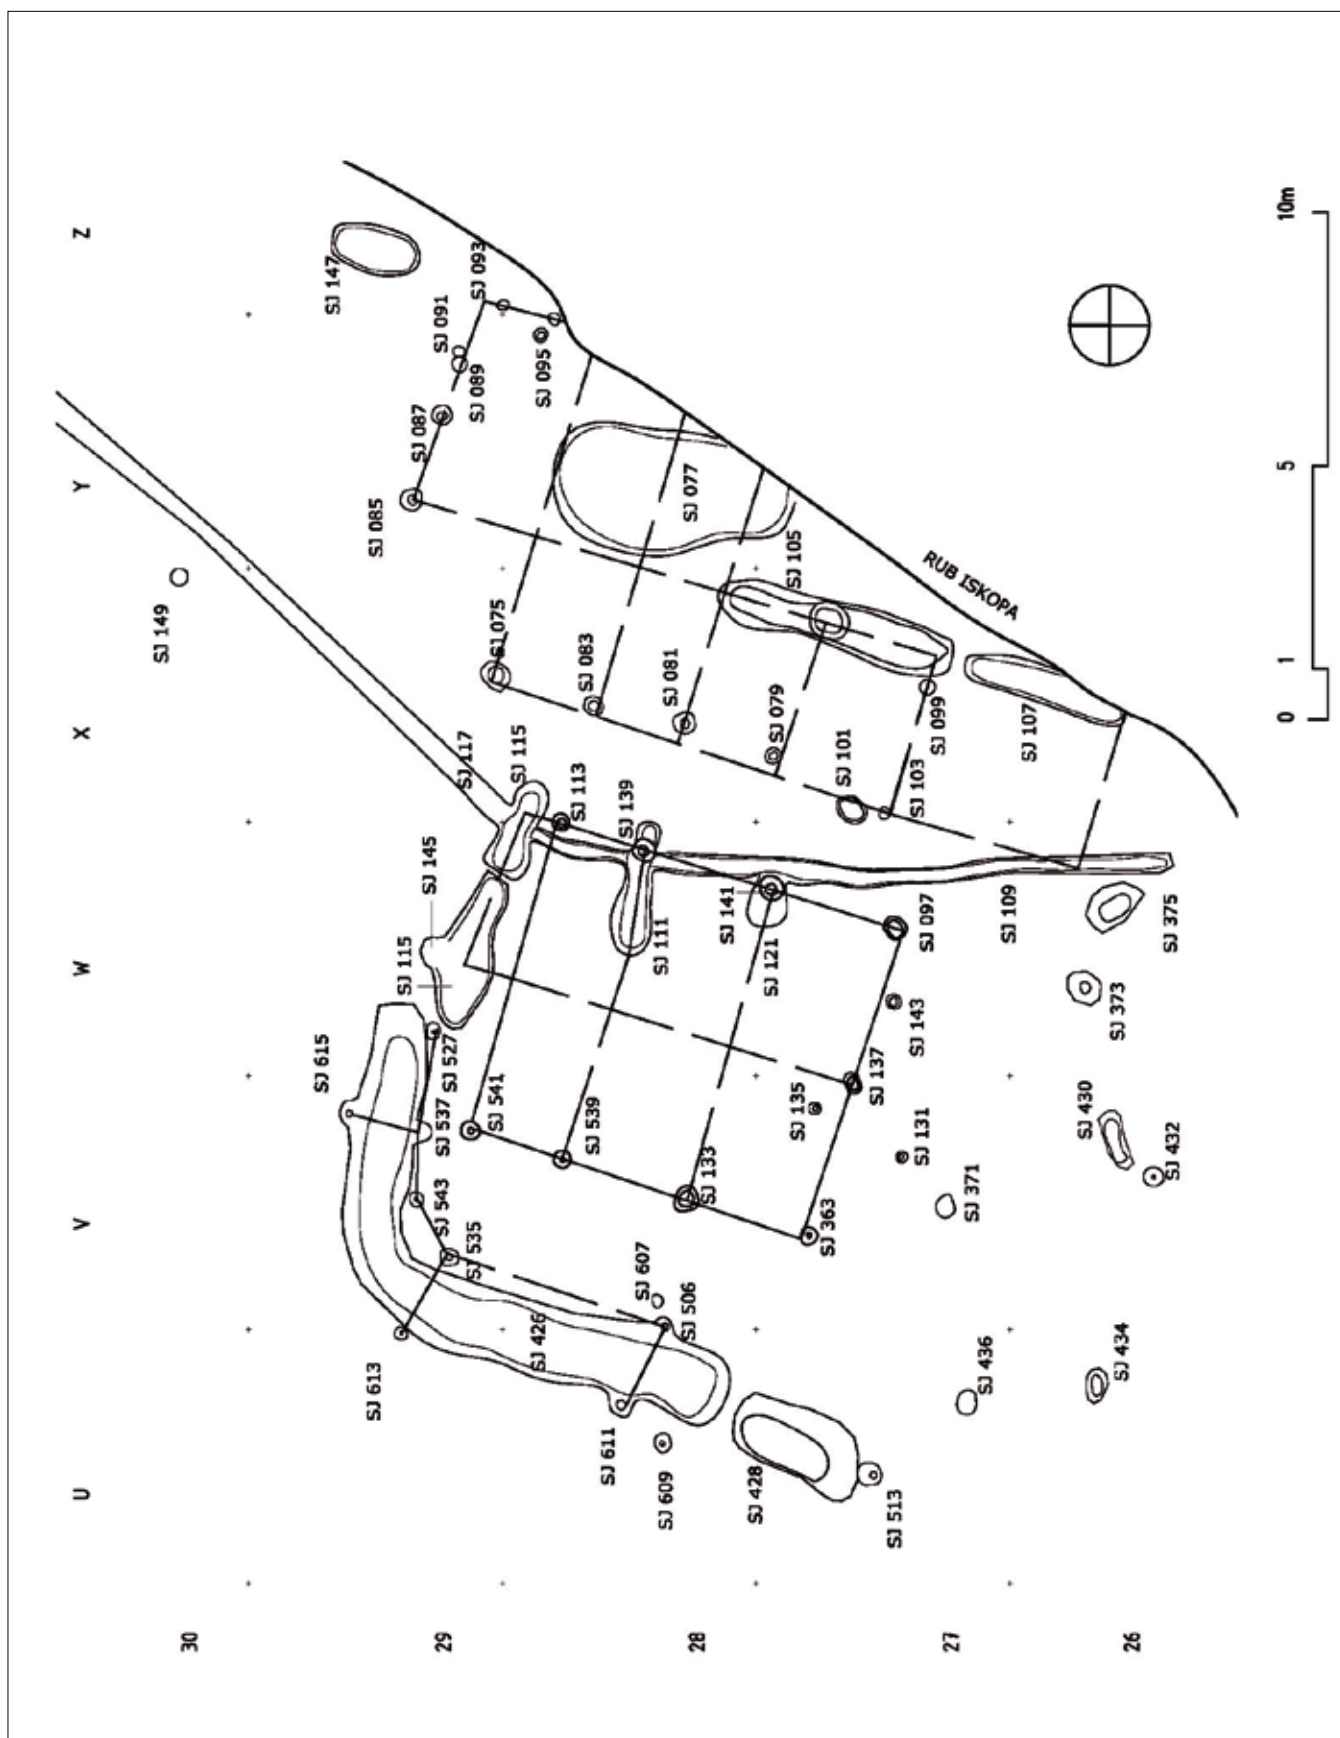 Z
Y
X
W
V
U
30
29
28
27
26
SJ 147
SJ 093
SJ 091
SJ 089
SJ 095
SJ 087
SJ 085
SJ 077
SJ 149
SJ 075
SJ 083
SJ 081
SJ 105
RUB ISKOPA
SJ 079
SJ 099
SJ 107
SJ 101
SJ 103
SJ 117
SJ 115
SJ 113
SJ 139
SJ 145
SJ 115
SJ 111
SJ 141
SJ 121
SJ 097
SJ 109
SJ 375
SJ 143
SJ 373
SJ 615
SJ 527
SJ 537
SJ 541
SJ 539
SJ 135
SJ 137
SJ 131
SJ 430
SJ 432
SJ 371
SJ 133
SJ 363
SJ 543
SJ 535
SJ 607
SJ 506
SJ 426
SJ 613
SJ 611
SJ 609
SJ 428
SJ 513
SJ 436
SJ 434
0
1
5
10m